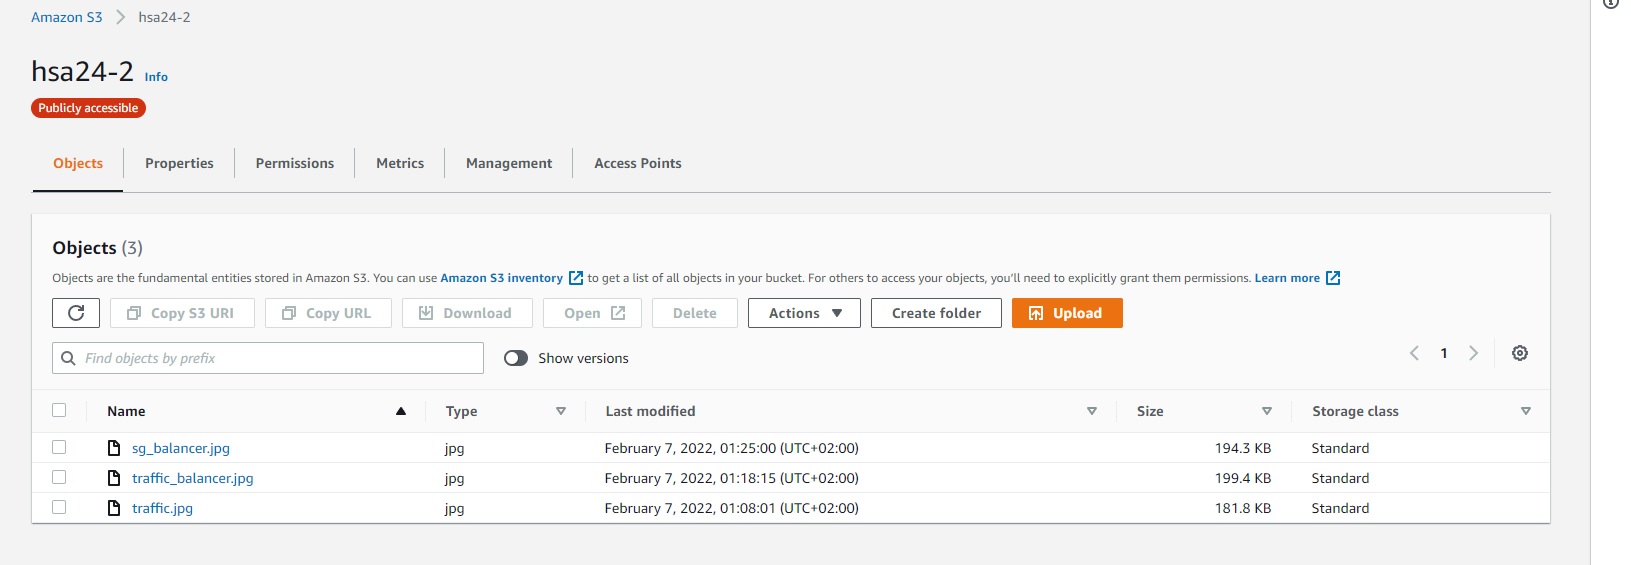 Amazon S3 hsa24-2
hsa24-2 Info
Publicly accessible
Objects Properties Permissions Metrics Management Access Points
Objects (3)
Objects are the fundamental entities stored in Amazon S3. You can use Amazon S3 inventory to get a list of all objects in your bucket. For others to access your objects, you'll need to explicitly grant them permissions. Learn more
Copy S3 URI Copy URL Download Open Delete Actions Create folder Upload
Find objects by prefix Show versions 1
Name Type Last modified Size Storage class
sg_balancer.jpg jpg February 7, 2022, 01:25:00 (UTC+02:00) 194.3 KB Standard
traffic_balancer.jpg jpg February 7, 2022, 01:18:15 (UTC+02:00) 199.4 KB Standard
traffic.jpg jpg February 7, 2022, 01:08:01 (UTC+02:00) 181.8 KB Standard